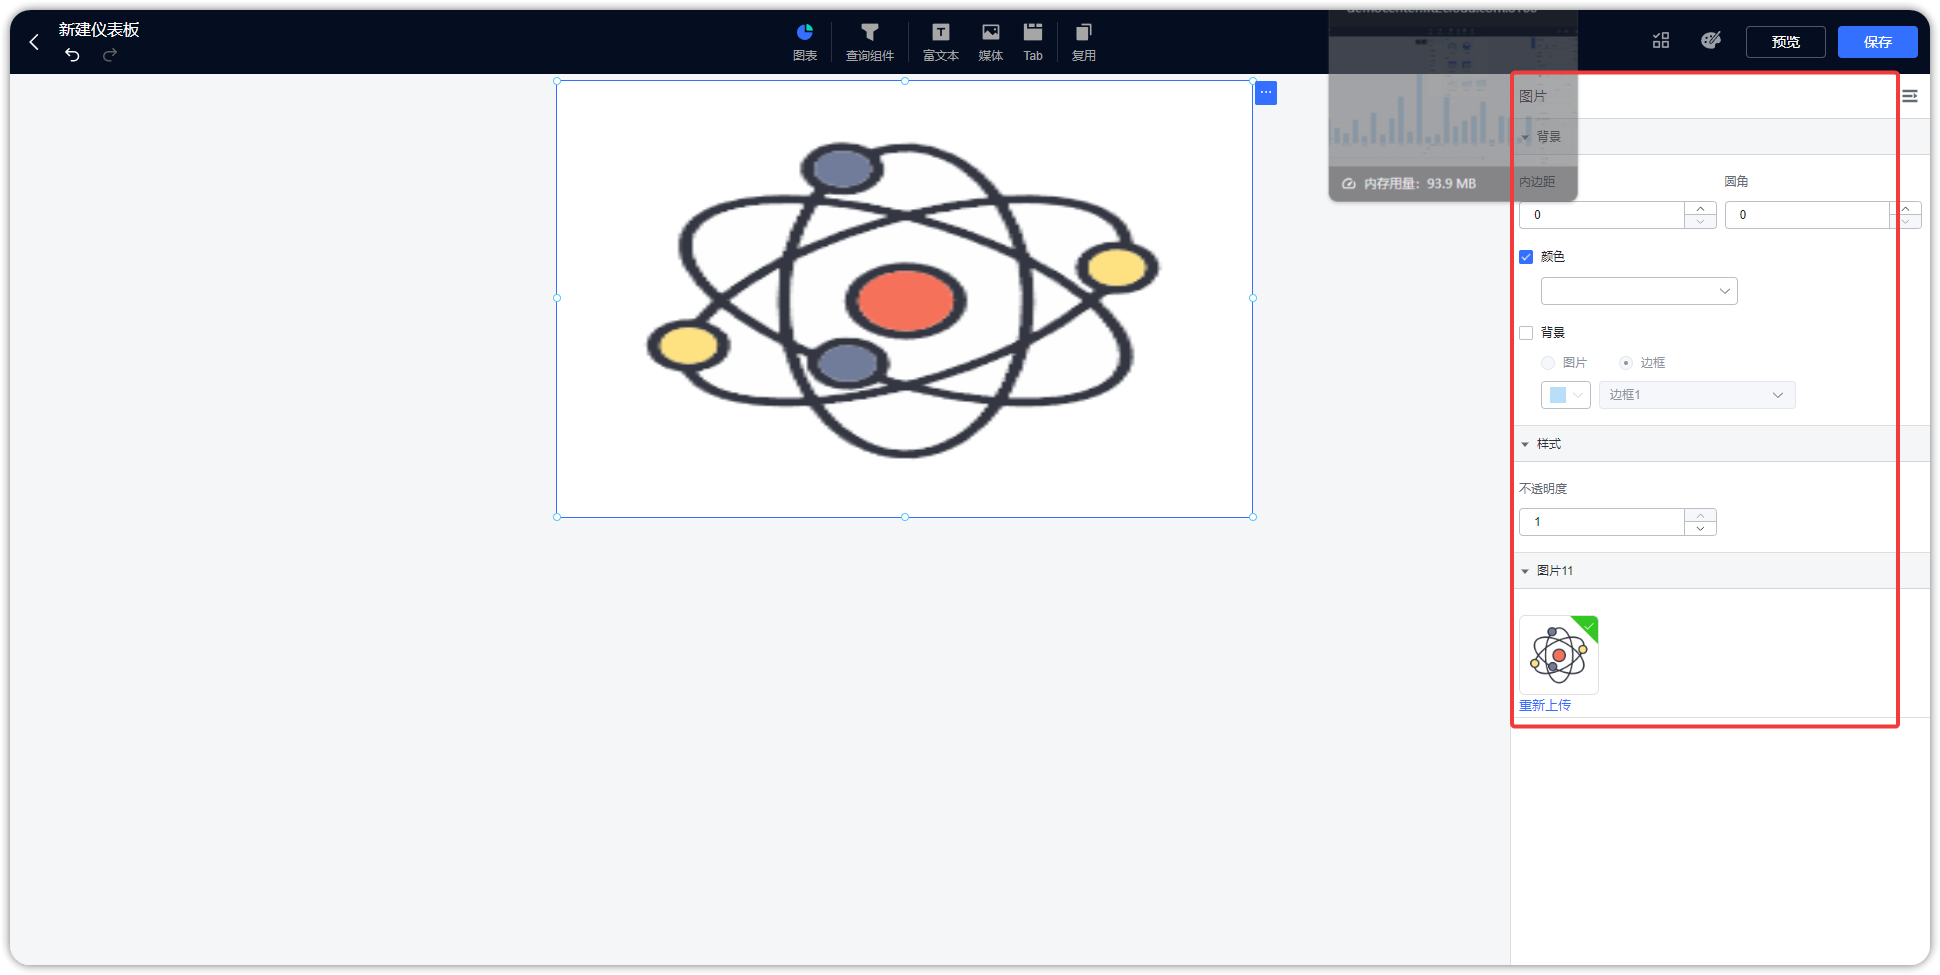 新建仪表板
图表
查询组件
富文本
媒体
Tab
复用
预览
保存
内存用量: 93.9 MB
图片
背景
内边距
圆角
0
0
颜色
背景
图片
边框
边框1
样式
不透明度
1
图片11
重新上传